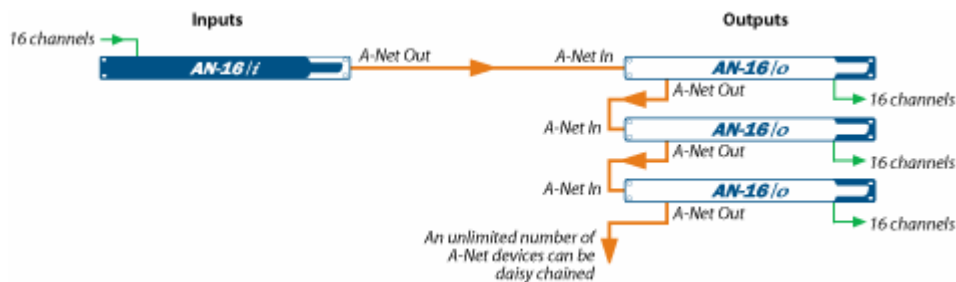 Inputs
Outputs
16 channels
AN-16/i
A-Net Out
A-Net In
AN-16/o
A-Net Out
16 channels
A-Net In
AN-16/o
A-Net Out
16 channels
A-Net In
AN-16/o
A-Net Out
16 channels
An unlimited number of
A-Net devices can be
daisy chained